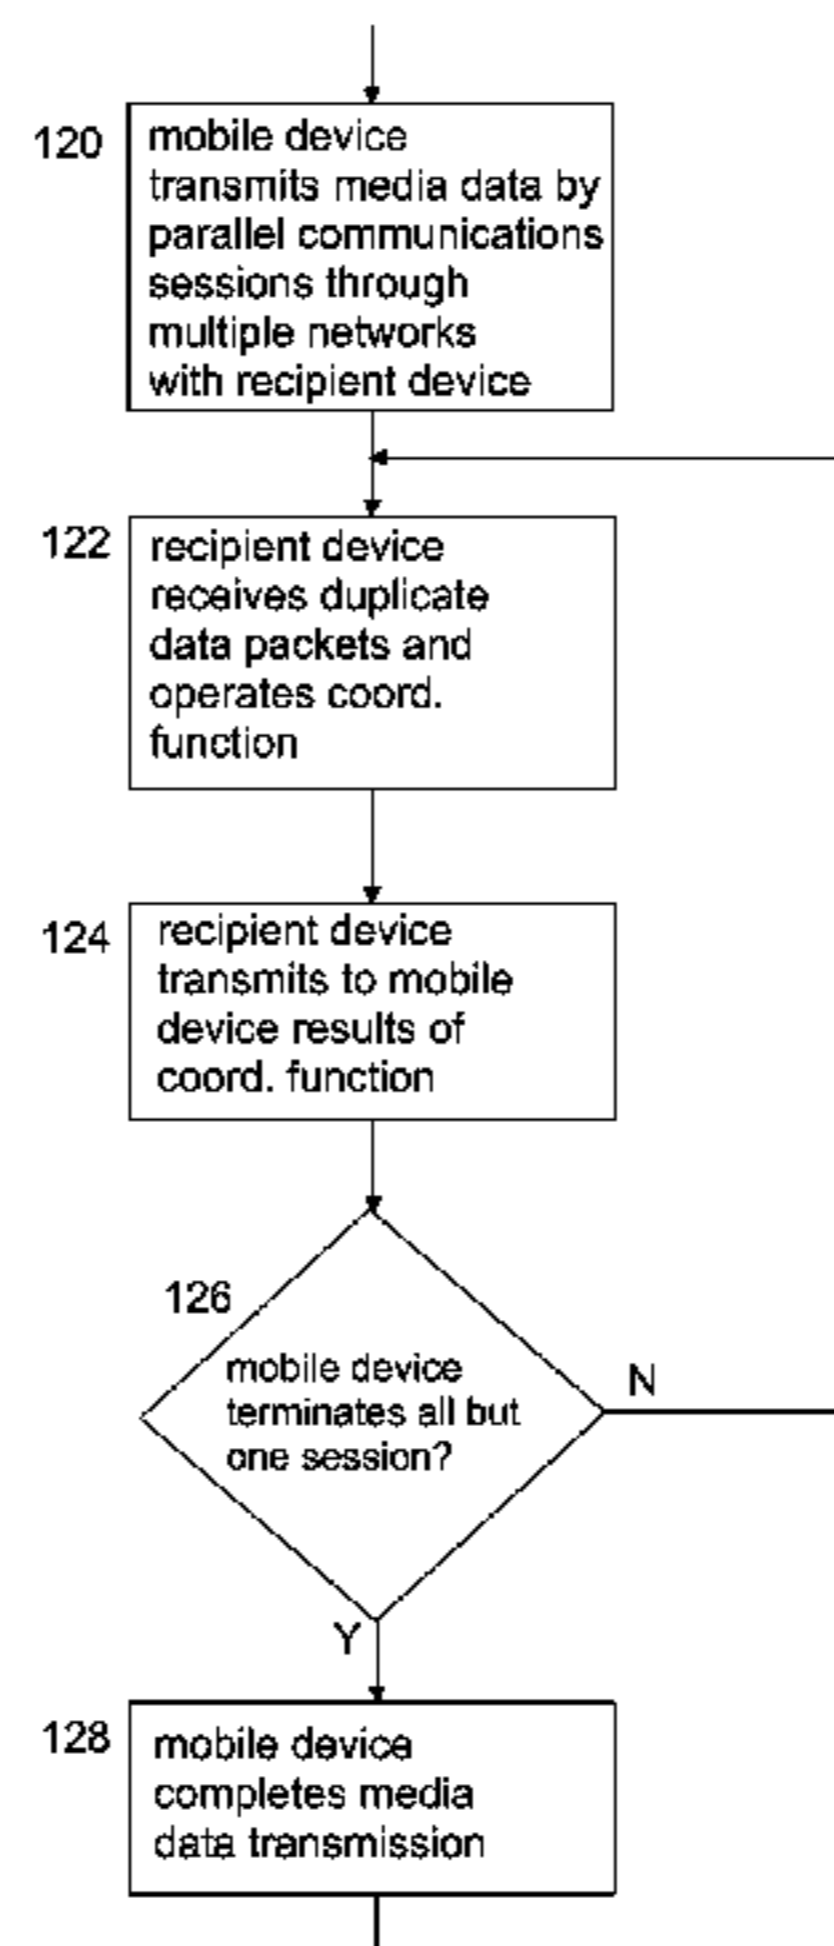 120
mobile device
transmits media data by
parallel communications
sessions through
multiple networks
with recipient device
122
recipient device
receives duplicate
data packets and
operates coord.
function
124
recipient device
transmits to mobile
device results of
coord. function
126
mobile device
terminates all but
one session?
N
Y
128
mobile device
completes media
data transmission